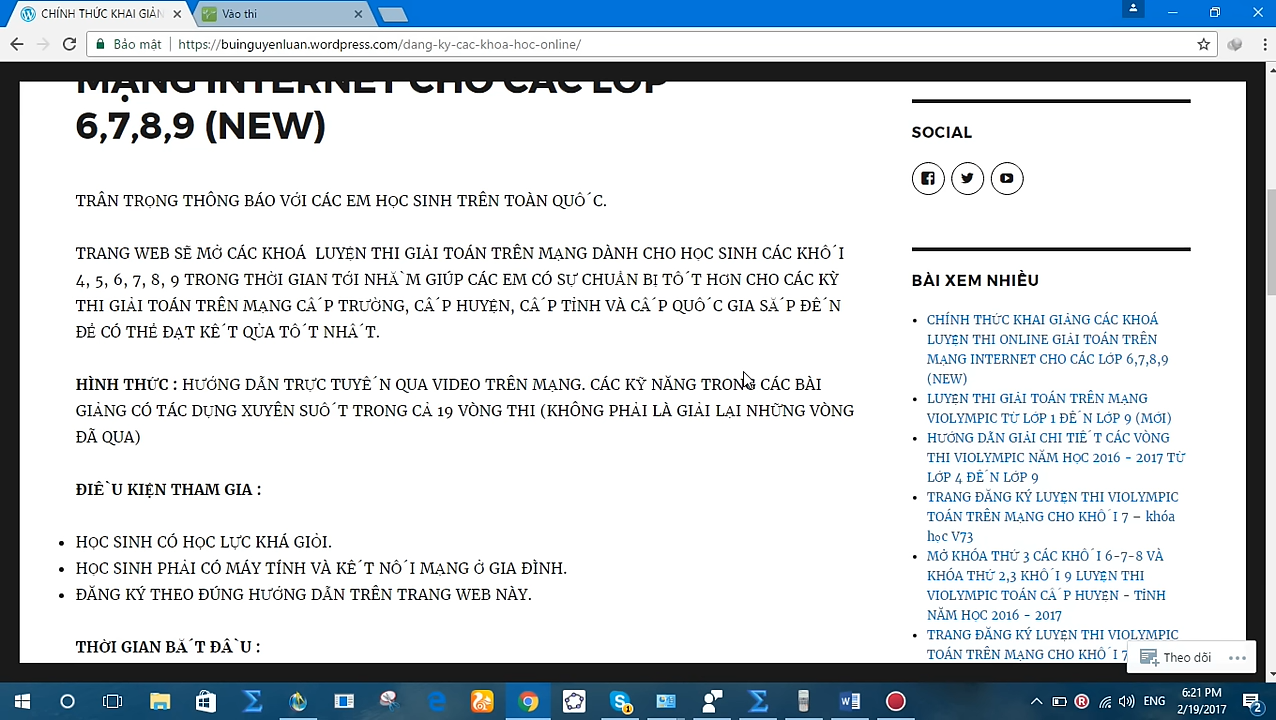 CHÍNH THỨC KHAI GIẢN
Vào thi
Bảo mật
https://buinguyenluan.wordpress.com/dang-ky-cac-khoa-hoc-online/
MẠNG INTERNET CHO CÁC LỚP
6,7,8,9 (NEW)
TRÂN TRỌNG THÔNG BÁO VỚI CÁC EM HỌC SINH TRÊN TOÀN QUỐC.
TRANG WEB SẼ MỞ CÁC KHOÁ LUYỆN THI GIẢI TOÁN TRÊN MẠNG DÀNH CHO HỌC SINH CÁC KHỐI
4, 5, 6, 7, 8, 9 TRONG THỜI GIAN TỚI NHẰM GIÚP CÁC EM CÓ SỰ CHUẨN BỊ TỐT HƠN CHO CÁC KỲ
THI GIẢI TOÁN TRÊN MẠNG CẤP TRƯỜNG, CẤP HUYỆN, CẤP TỈNH VÀ CẤP QUỐC GIA SẮP ĐẾN
ĐỂ CÓ THỂ ĐẠT KẾT QỦA TỐT NHẤT.
HÌNH THỨC : HƯỚNG DẪN TRỰC TUYẾN QUA VIDEO TRÊN MẠNG. CÁC KỸ NĂNG TRONG CÁC BÀI
GIẢNG CÓ TÁC DỤNG XUYÊN SUỐT TRONG CẢ 19 VÒNG THI (KHÔNG PHẢI LÀ GIẢI LẠI NHỮNG VÒNG
ĐÃ QUA)
ĐIỀU KIỆN THAM GIA :
HỌC SINH CÓ HỌC LỰC KHÁ GIỎI.
HỌC SINH PHẢI CÓ MÁY TÍNH VÀ KẾT NỐI MẠNG Ở GIA ĐÌNH.
ĐĂNG KÝ THEO ĐÚNG HƯỚNG DẪN TRÊN TRANG WEB NÀY.
THỜI GIAN BẮT ĐẦU :
SOCIAL
BÀI XEM NHIỀU
CHÍNH THỨC KHAI GIẢNG CÁC KHOÁ
LUYỆN THI ONLINE GIẢI TOÁN TRÊN
MẠNG INTERNET CHO CÁC LỚP 6,7,8,9
(NEW)
LUYỆN THI GIẢI TOÁN TRÊN MẠNG
VIOLYMPIC TỪ LỚP 1 ĐẾN LỚP 9 (MỚI)
HƯỚNG DẪN GIẢI CHI TIẾT CÁC VÒNG
THI VIOLYMPIC NĂM HỌC 2016 - 2017 TỪ
LỚP 4 ĐẾN LỚP 9
TRANG ĐĂNG KÝ LUYỆN THI VIOLYMPIC
TOÁN TRÊN MẠNG CHO KHỐI 7 – khóa
học V73
MỞ KHÓA THỨ 3 CÁC KHỐI 6-7-8 VÀ
KHÓA THỨ 2,3 KHỐI 9 LUYỆN THI
VIOLYMPIC TOÁN CẤP HUYỆN - TỈNH
NĂM HỌC 2016 - 2017
TRANG ĐĂNG KÝ LUYỆN THI VIOLYMPIC
TOÁN TRÊN MẠNG CHO KHỐI 7
Theo dõi
ENG
6:21 PM
2/19/2017